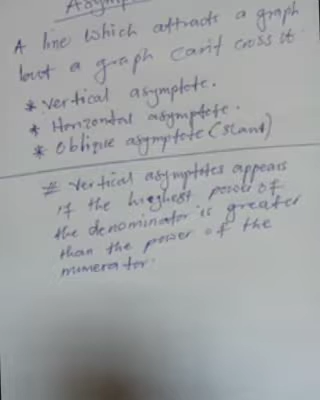 Asymp
A line which attracts a graph
but a graph can't cross it
* Vertical asymptote.
* Horizontal asymptote.
* Oblique asymptote (slant)
# Vertical asymptotes appears
if the highest power of
the denominator is greater
than the power of the
numerator.